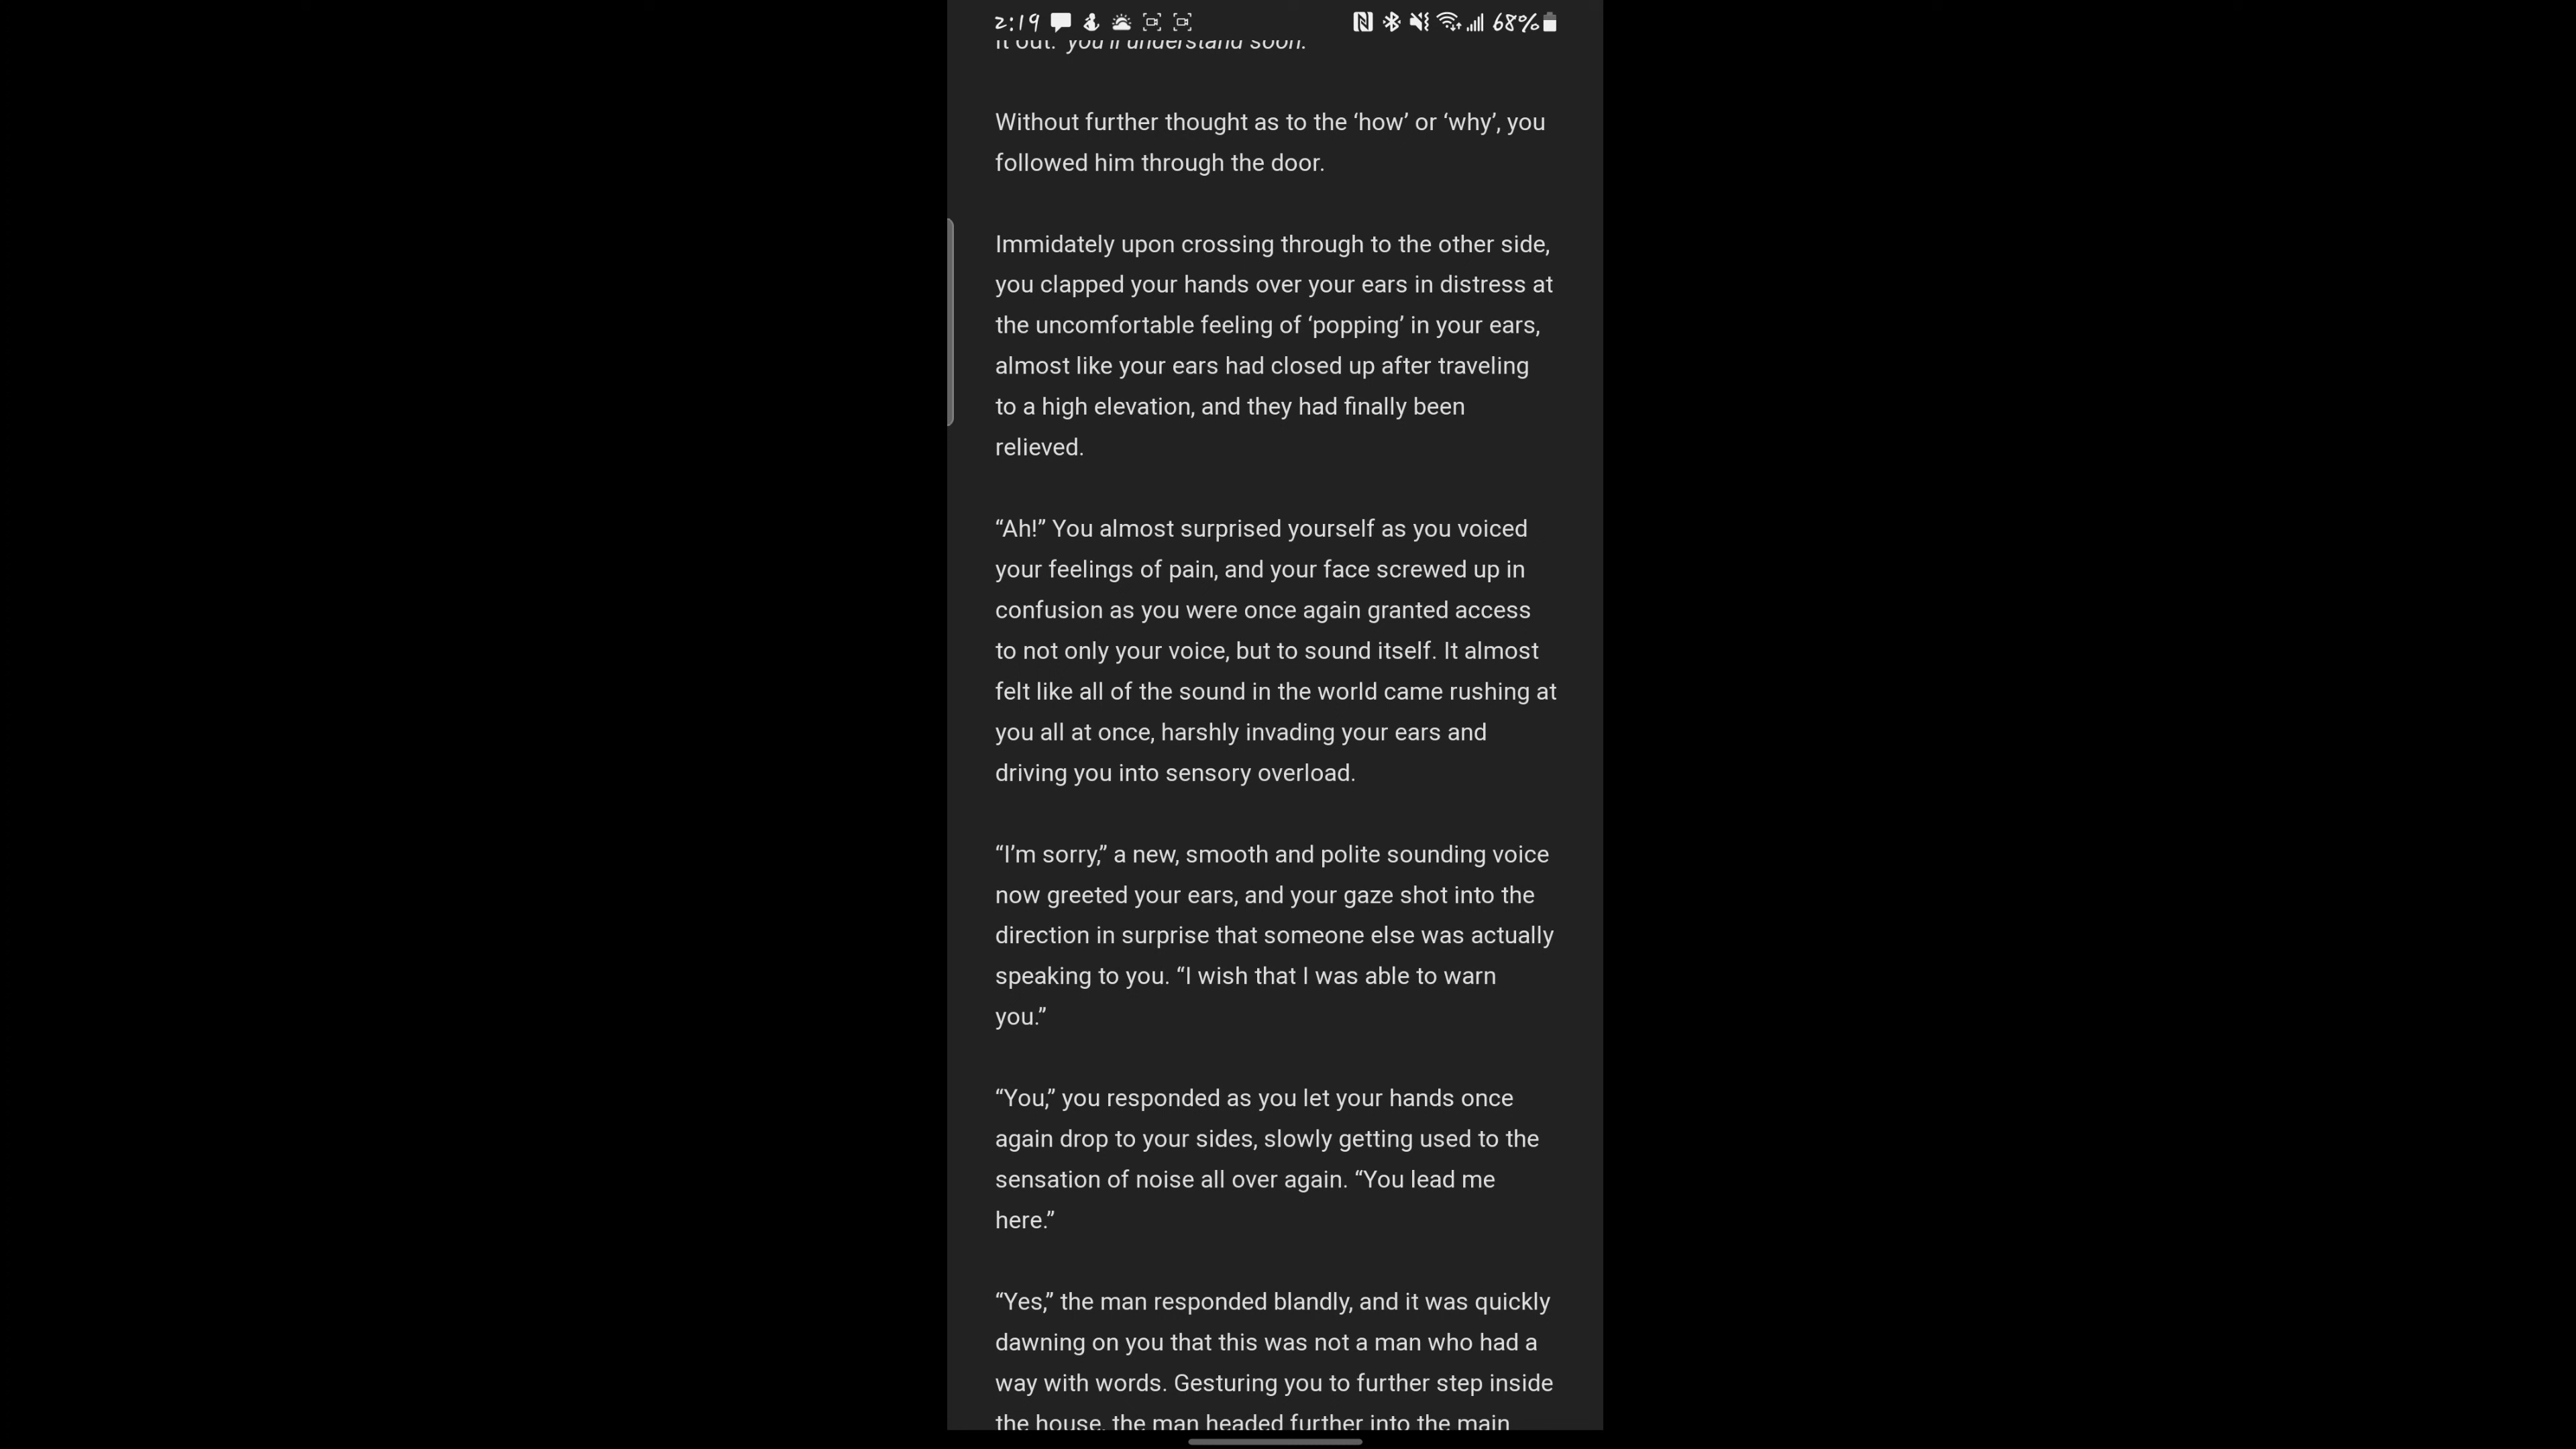 2:19 68%
it out. you'll understand soon.
Without further thought as to the ‘how’ or ‘why’, you
followed him through the door.
Immidately upon crossing through to the other side,
you clapped your hands over your ears in distress at
the uncomfortable feeling of ‘popping’ in your ears,
almost like your ears had closed up after traveling
to a high elevation, and they had finally been
relieved.
“Ah!” You almost surprised yourself as you voiced
your feelings of pain, and your face screwed up in
confusion as you were once again granted access
to not only your voice, but to sound itself. It almost
felt like all of the sound in the world came rushing at
you all at once, harshly invading your ears and
driving you into sensory overload.
“I’m sorry,” a new, smooth and polite sounding voice
now greeted your ears, and your gaze shot into the
direction in surprise that someone else was actually
speaking to you. “I wish that I was able to warn
you.”
“You,” you responded as you let your hands once
again drop to your sides, slowly getting used to the
sensation of noise all over again. “You lead me
here.”
“Yes,” the man responded blandly, and it was quickly
dawning on you that this was not a man who had a
way with words. Gesturing you to further step inside
the house, the man headed further into the main